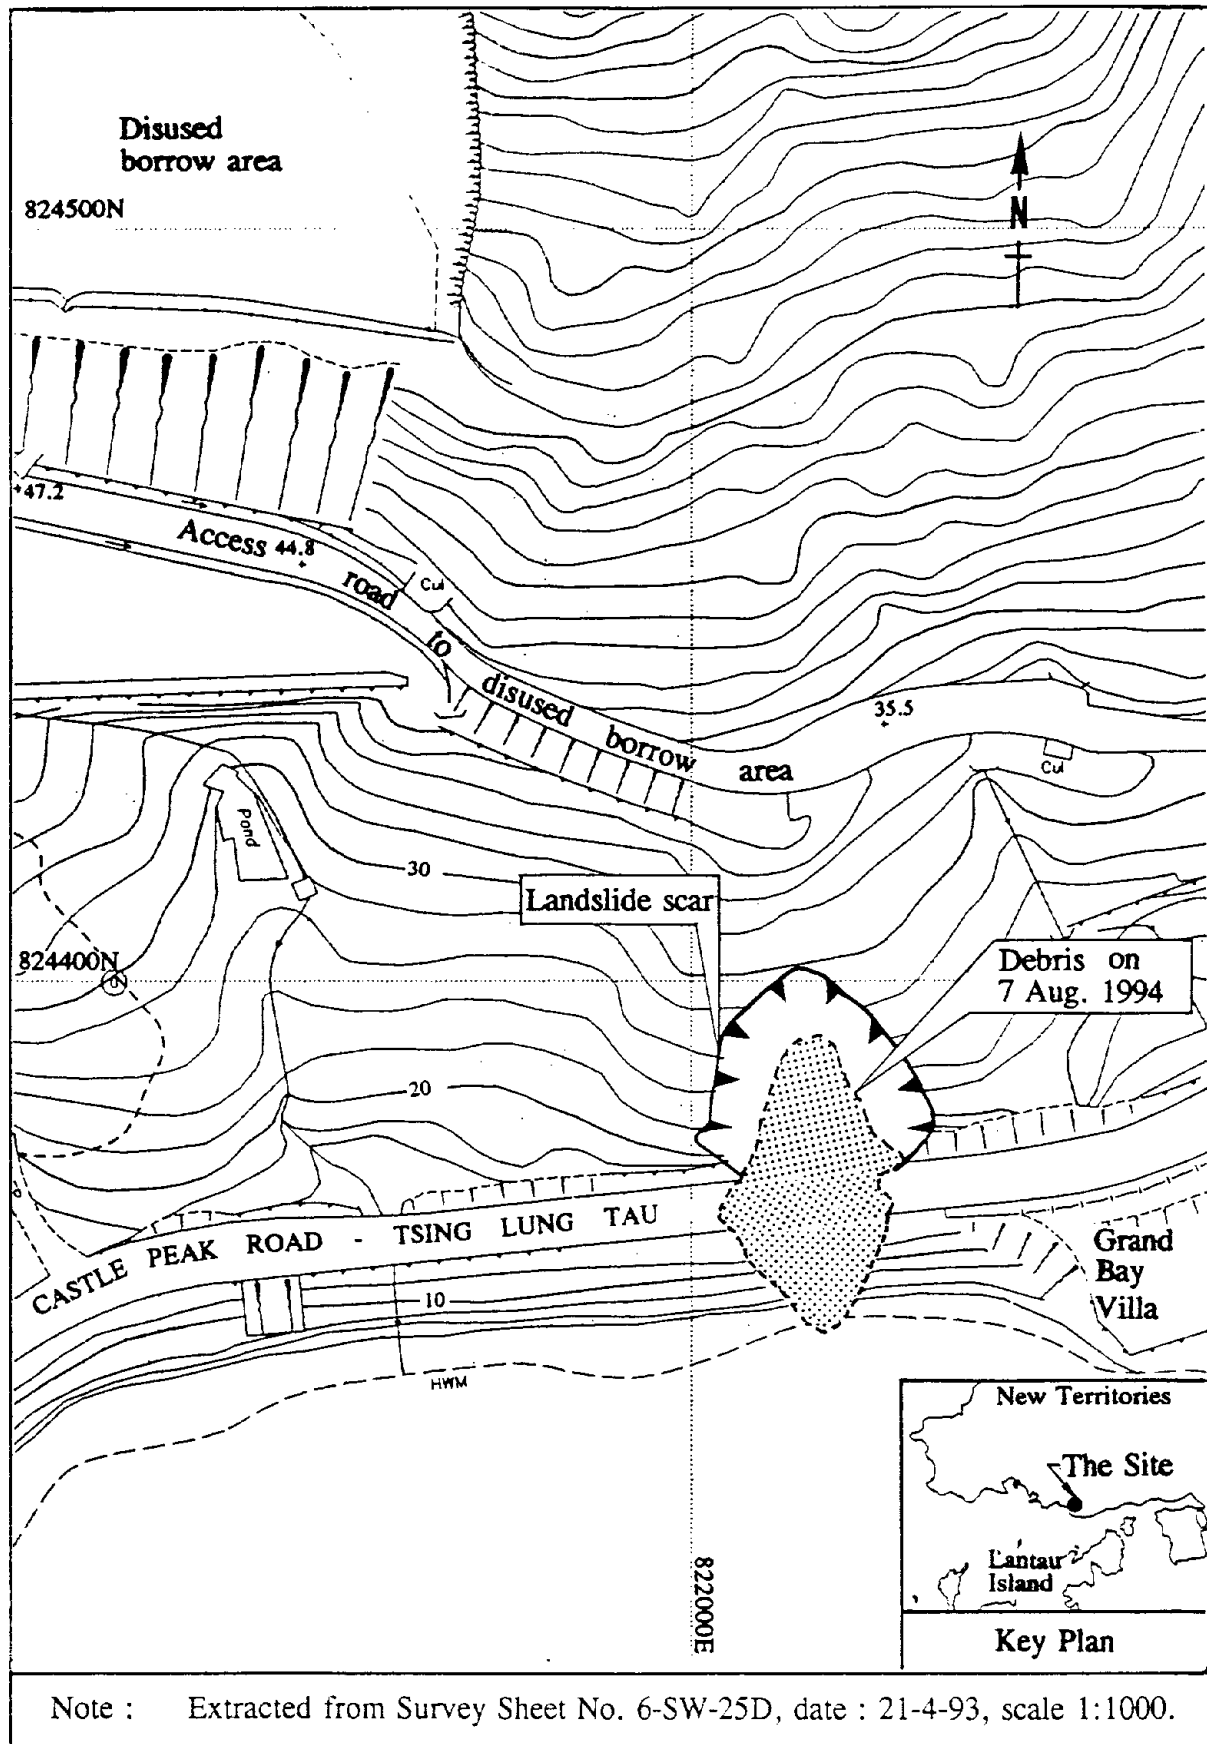 Disused
borrow area
824500N
N
47.2
Access 44.8
road
to
disused
borrow
area
Cul
35.5
Cul
Pond
30
Landslide scar
824400N
Debris on
7 Aug. 1994
20
CASTLE PEAK ROAD - TSING LUNG TAU
Grand
Bay
Villa
10
HWM
822000E
New Territories
The Site
Lantau
Island
Key Plan
Note : Extracted from Survey Sheet No. 6-SW-25D, date : 21-4-93, scale 1:1000.